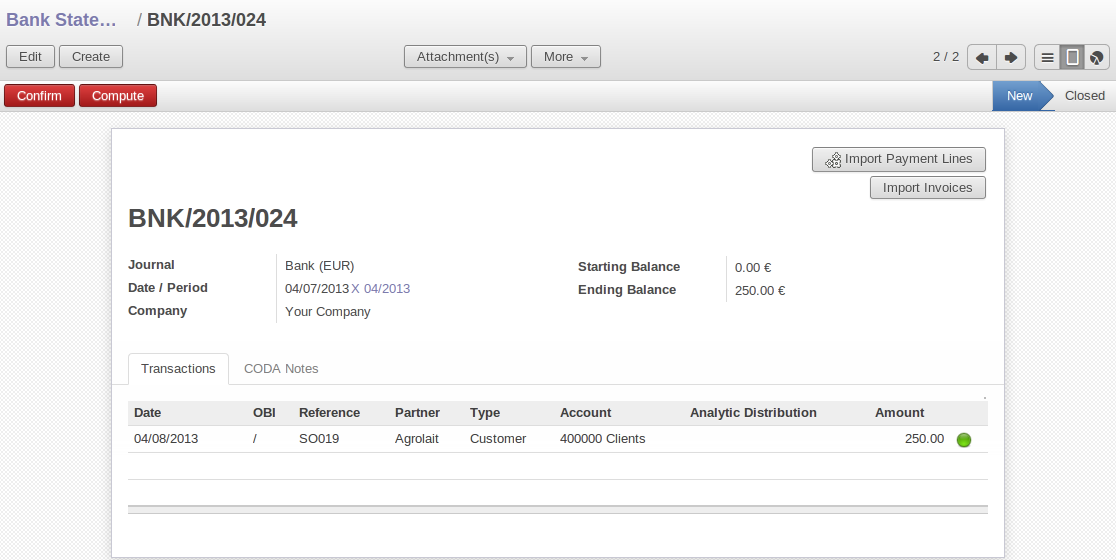 Bank State… / BNK/2013/024
Edit Create Attachment(s) More 2 / 2
Confirm Compute New Closed
Import Payment Lines
Import Invoices
BNK/2013/024
Journal Bank (EUR) Starting Balance 0.00 €
Date / Period 04/07/2013 X 04/2013 Ending Balance 250.00 €
Company Your Company
Transactions CODA Notes
Date OBI Reference Partner Type Account Analytic Distribution Amount
04/08/2013 / SO019 Agrolait Customer 400000 Clients 250.00